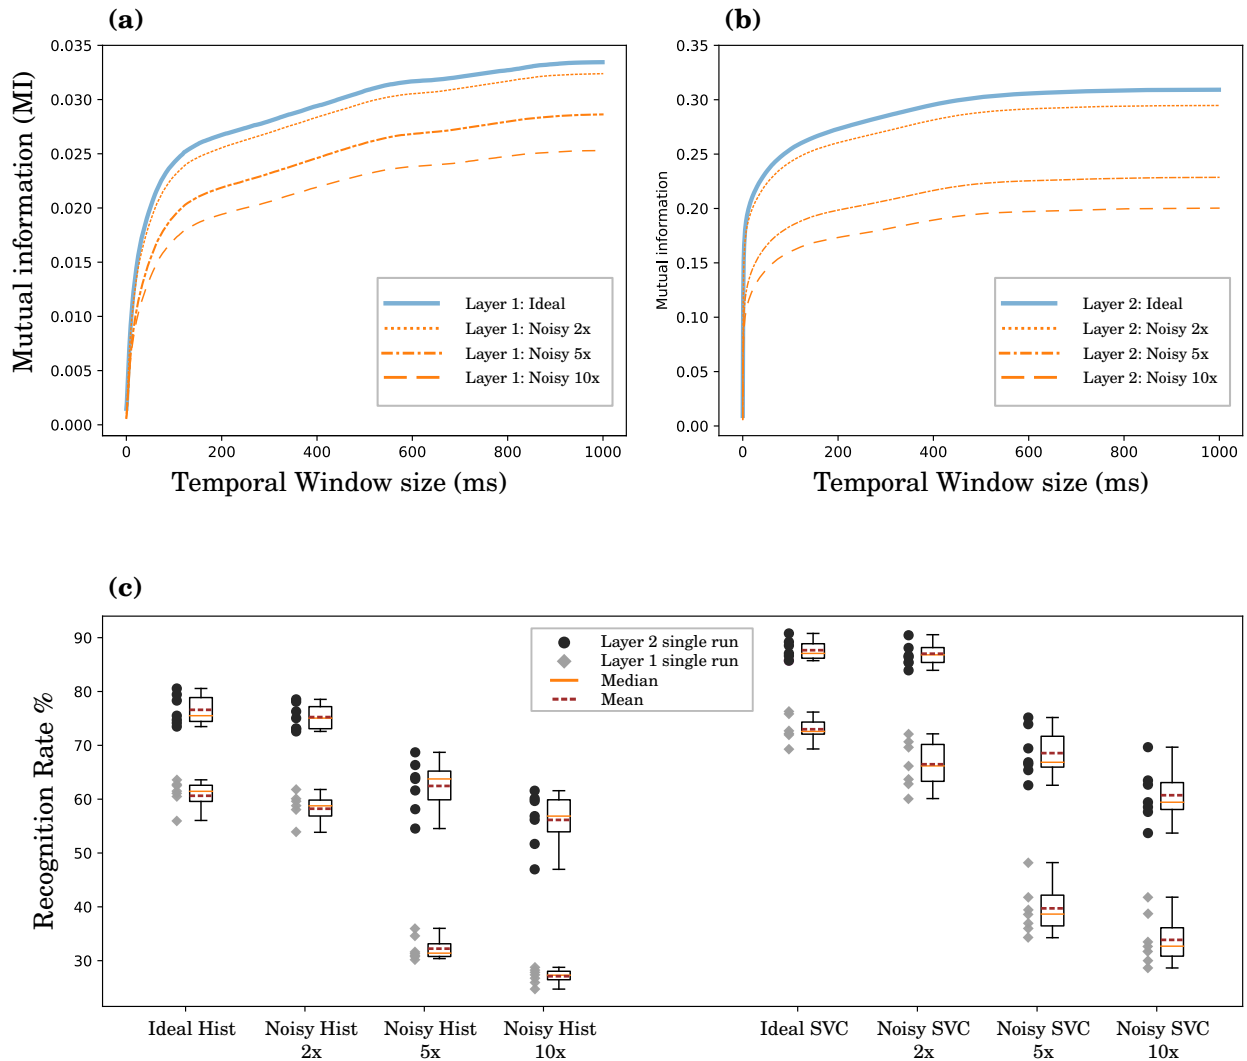 (a)
(b)
Mutual information (MI)
0.035
0.030
0.025
0.020
0.015
0.010
0.005
0.000
Layer 1: Ideal
Layer 1: Noisy 2x
Layer 1: Noisy 5x
Layer 1: Noisy 10x
0 200 400 600 800 1000
Temporal Window size (ms)
Mutual information
0.35
0.30
0.25
0.20
0.15
0.10
0.05
0.00
Layer 2: Ideal
Layer 2: Noisy 2x
Layer 2: Noisy 5x
Layer 2: Noisy 10x
0 200 400 600 800 1000
Temporal Window size (ms)
(c)
Recognition Rate %
90
80
70
60
50
40
30
Layer 2 single run
Layer 1 single run
Median
Mean
Ideal Hist
Noisy Hist
2x
Noisy Hist
5x
Noisy Hist
10x
Ideal SVC
Noisy SVC
2x
Noisy SVC
5x
Noisy SVC
10x